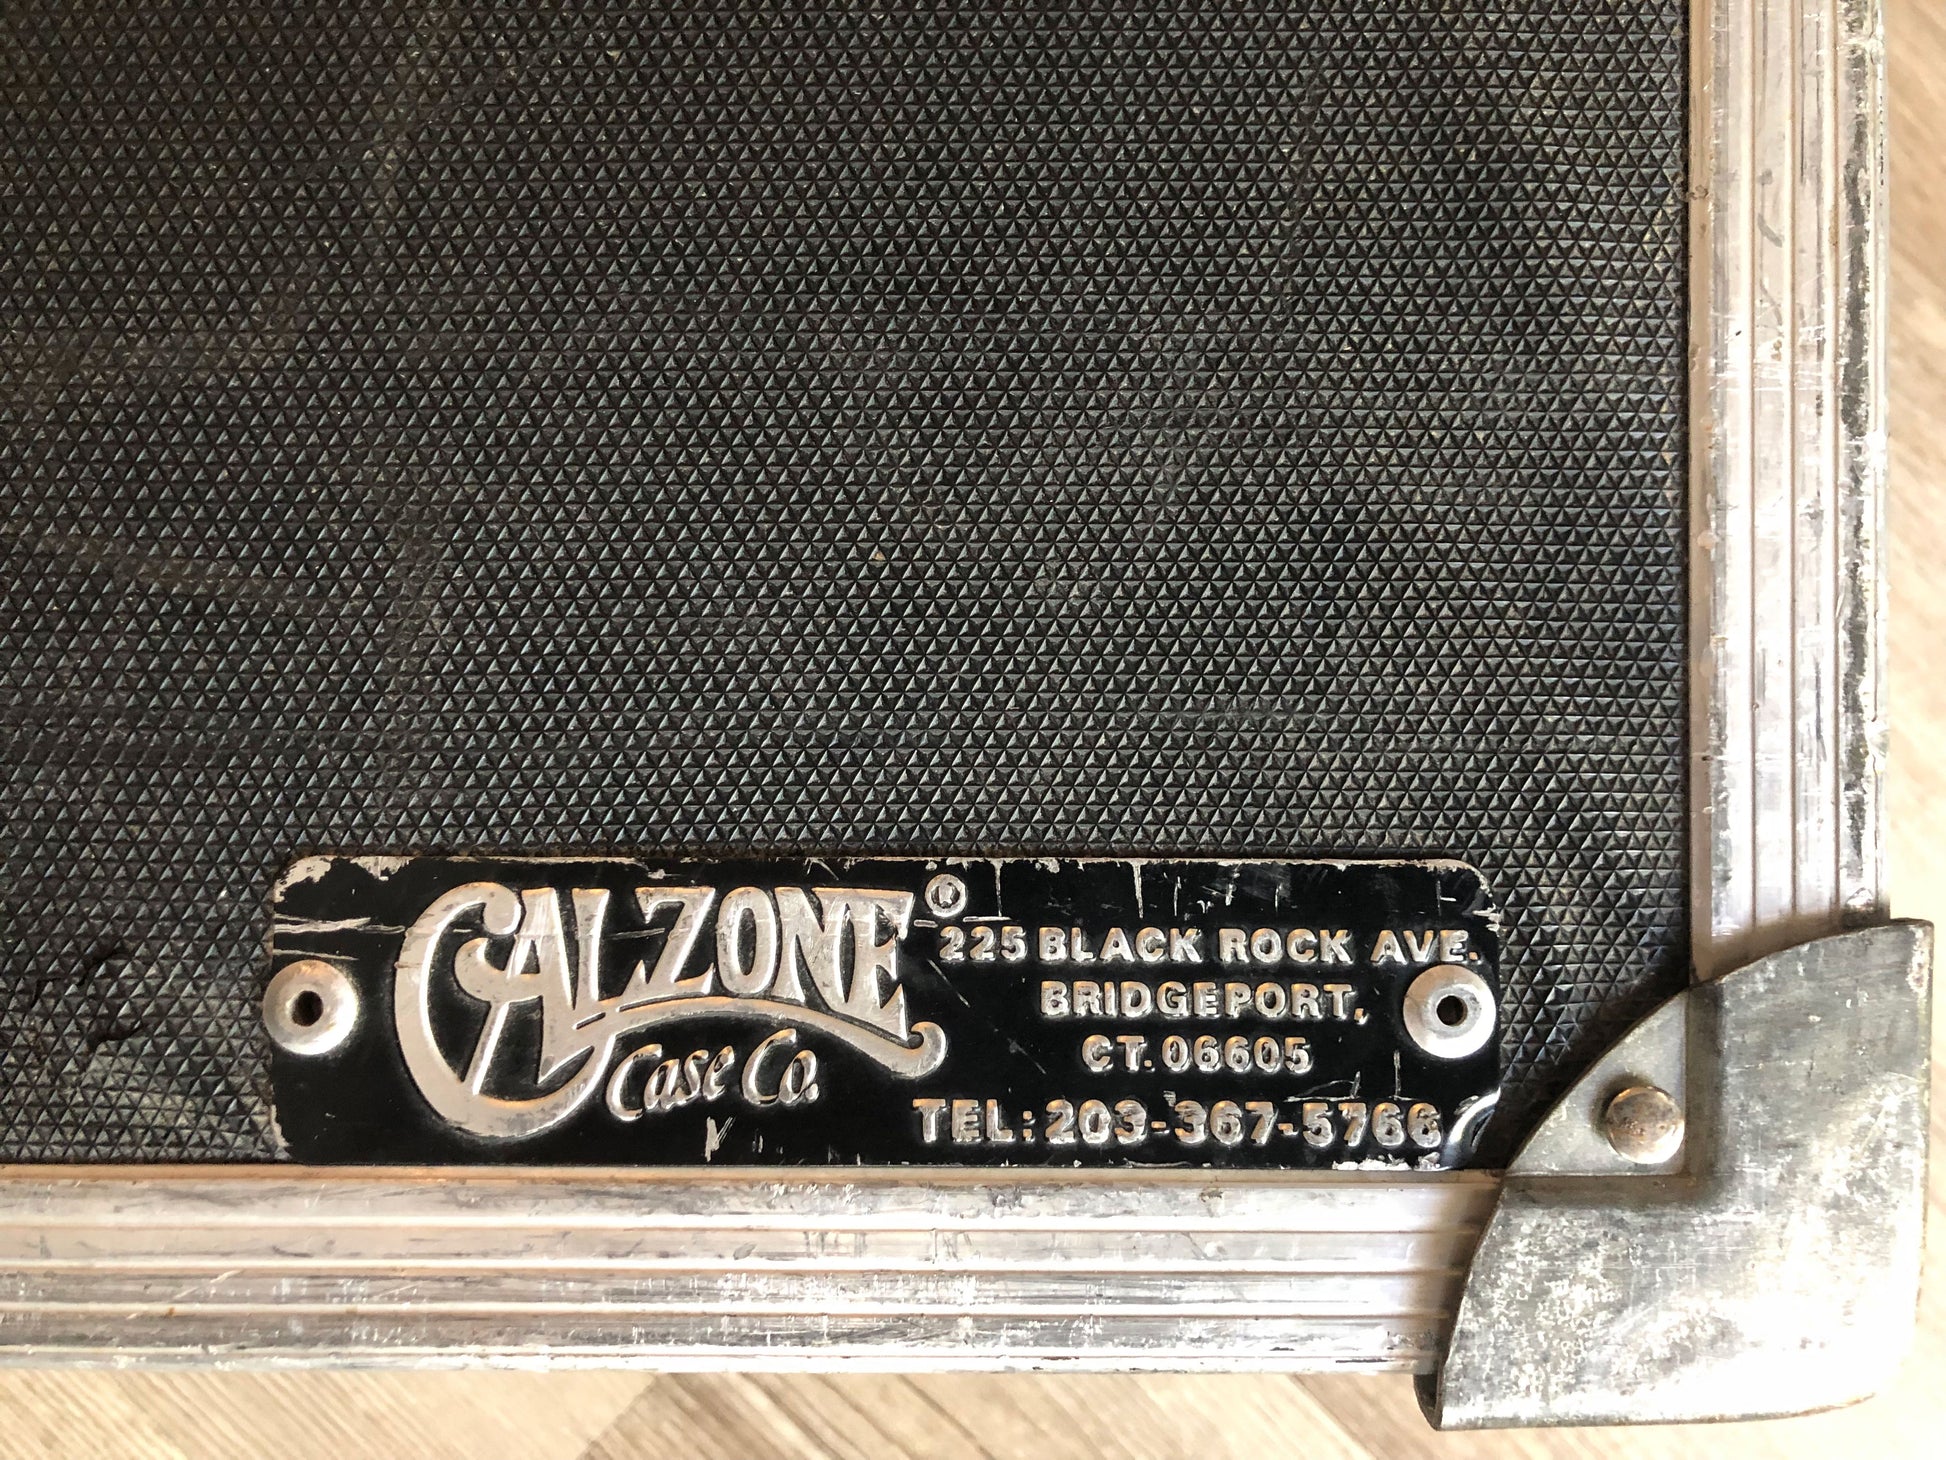 CALZONE ®
Case Co.
225 BLACK ROCK AVE.
BRIDGEPORT,
CT. 06605
TEL: 203-367-5766